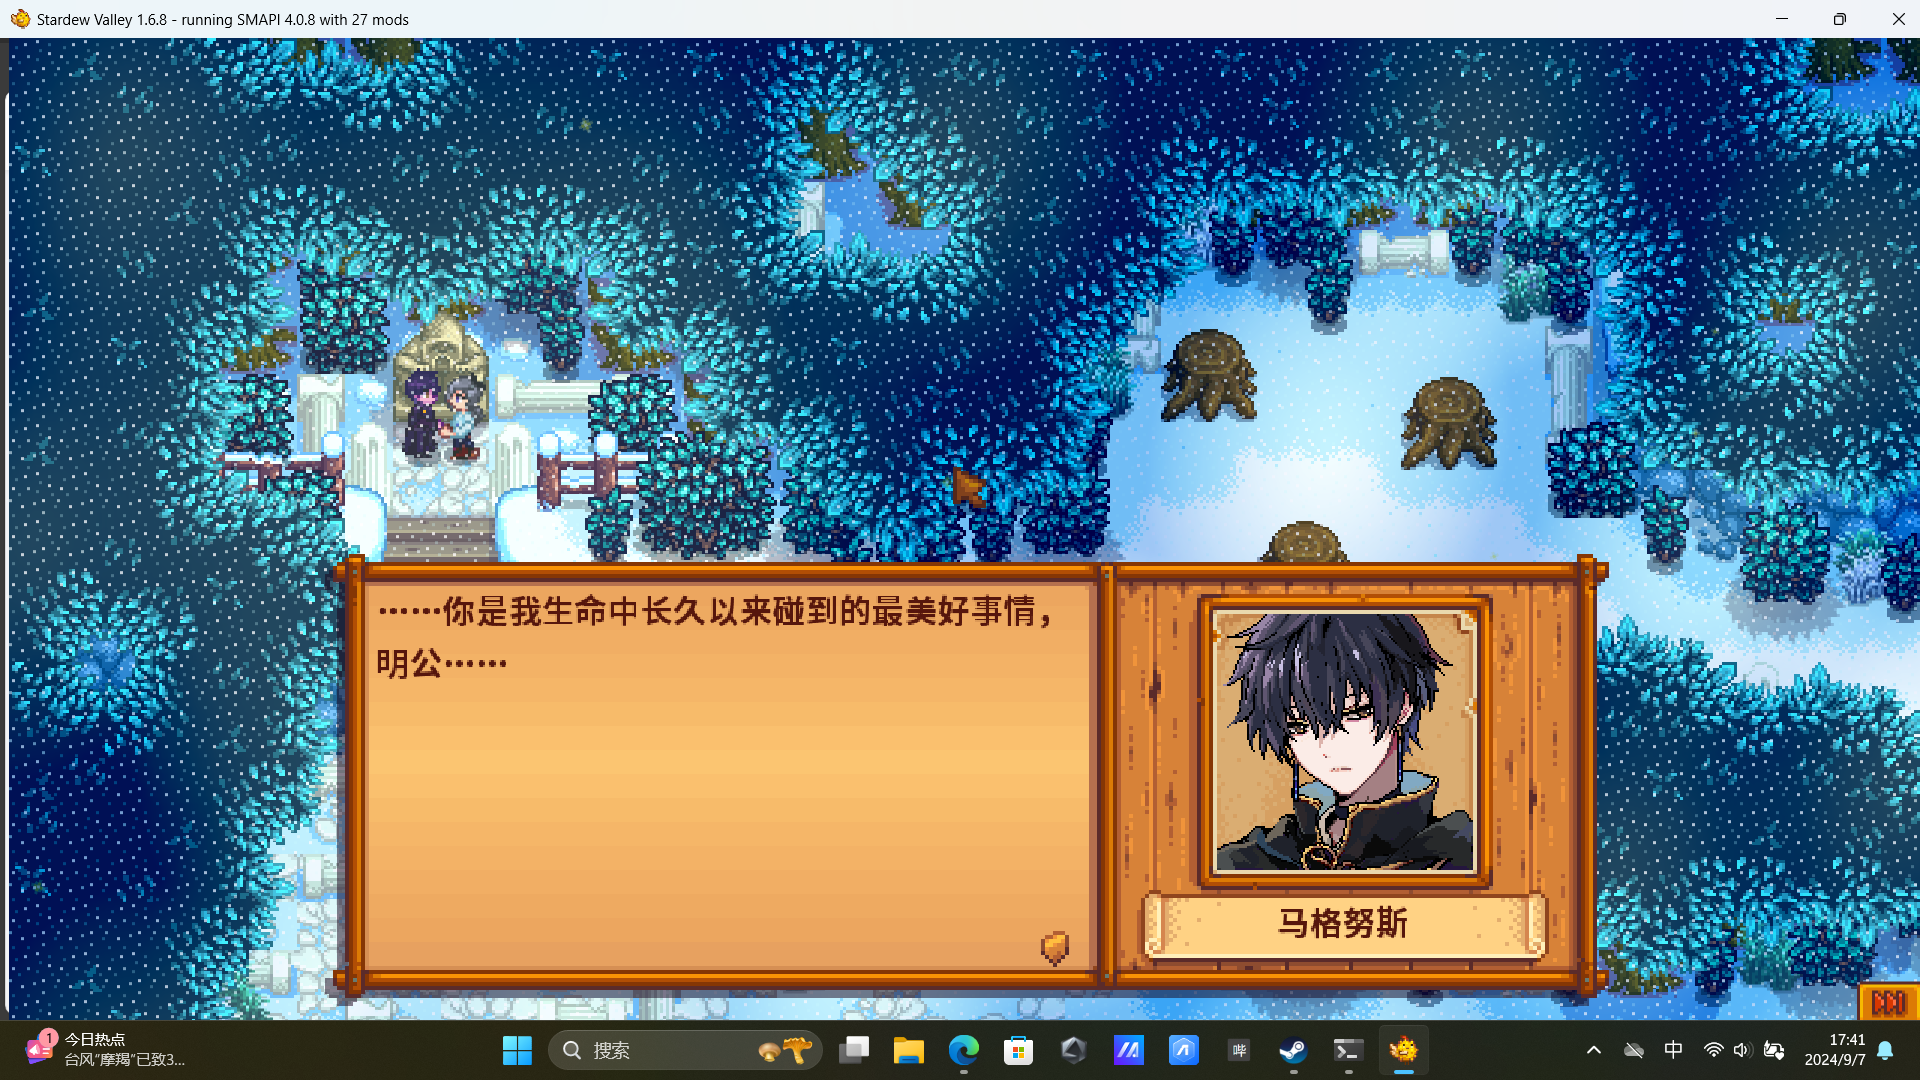 Stardew Valley 1.6.8 - running SMAPI 4.0.8 with 27 mods
……你是我生命中长久以来碰到的最美好事情，
明公……
马格努斯
1
今日热点
台风“摩羯”已致3...
搜索
哔
中
17:41
2024/9/7